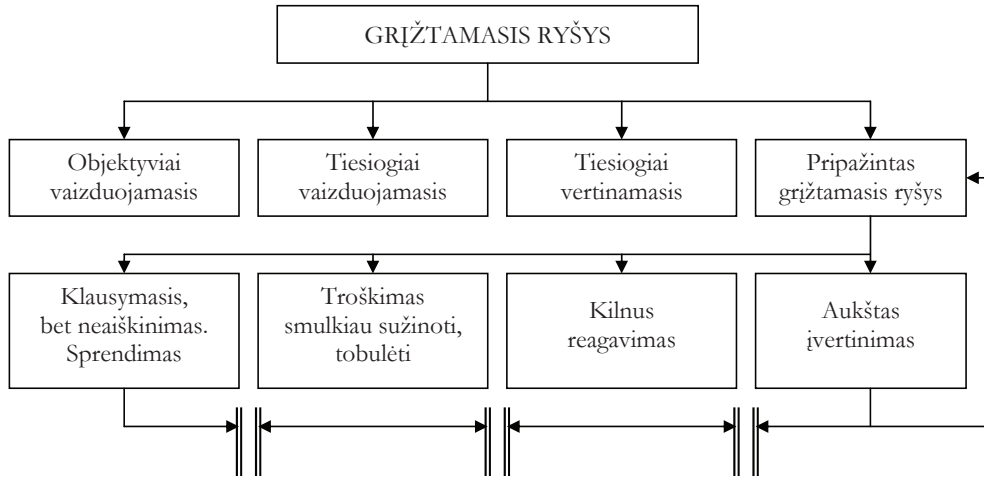 GRĮŽTAMASIS RYŠYS
Objektyviai
vaizduojamasis
Tiesiogiai
vaizduojamasis
Tiesiogiai
vertinamasis
Pripažintas
grįžtamasis ryšys
Klausymasis,
bet neaiškinimas.
Sprendimas
Troškimas
smulkiau sužinoti,
tobulėti
Kilnus
reagavimas
Aukštas
įvertinimas